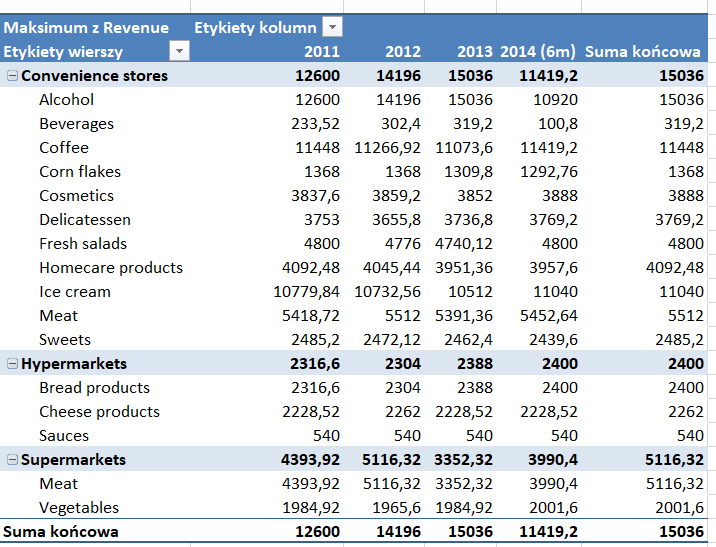 Maksimum z Revenue Etykiety kolumn
Etykiety wierszy 2011 2012 2013 2014 (6m) Suma końcowa
Convenience stores 12600 14196 15036 11419,2 15036
Alcohol 12600 14196 15036 10920 15036
Beverages 233,52 302,4 319,2 100,8 319,2
Coffee 11448 11266,92 11073,6 11419,2 11448
Corn flakes 1368 1368 1309,8 1292,76 1368
Cosmetics 3837,6 3859,2 3852 3888 3888
Delicatessen 3753 3655,8 3736,8 3769,2 3769,2
Fresh salads 4800 4776 4740,12 4800 4800
Homecare products 4092,48 4045,44 3951,36 3957,6 4092,48
Ice cream 10779,84 10732,56 10512 11040 11040
Meat 5418,72 5512 5391,36 5452,64 5512
Sweets 2485,2 2472,12 2462,4 2439,6 2485,2
Hypermarkets 2316,6 2304 2388 2400 2400
Bread products 2316,6 2304 2388 2400 2400
Cheese products 2228,52 2262 2228,52 2228,52 2262
Sauces 540 540 540 540 540
Supermarkets 4393,92 5116,32 3352,32 3990,4 5116,32
Meat 4393,92 5116,32 3352,32 3990,4 5116,32
Vegetables 1984,92 1965,6 1984,92 2001,6 2001,6
Suma końcowa 12600 14196 15036 11419,2 15036